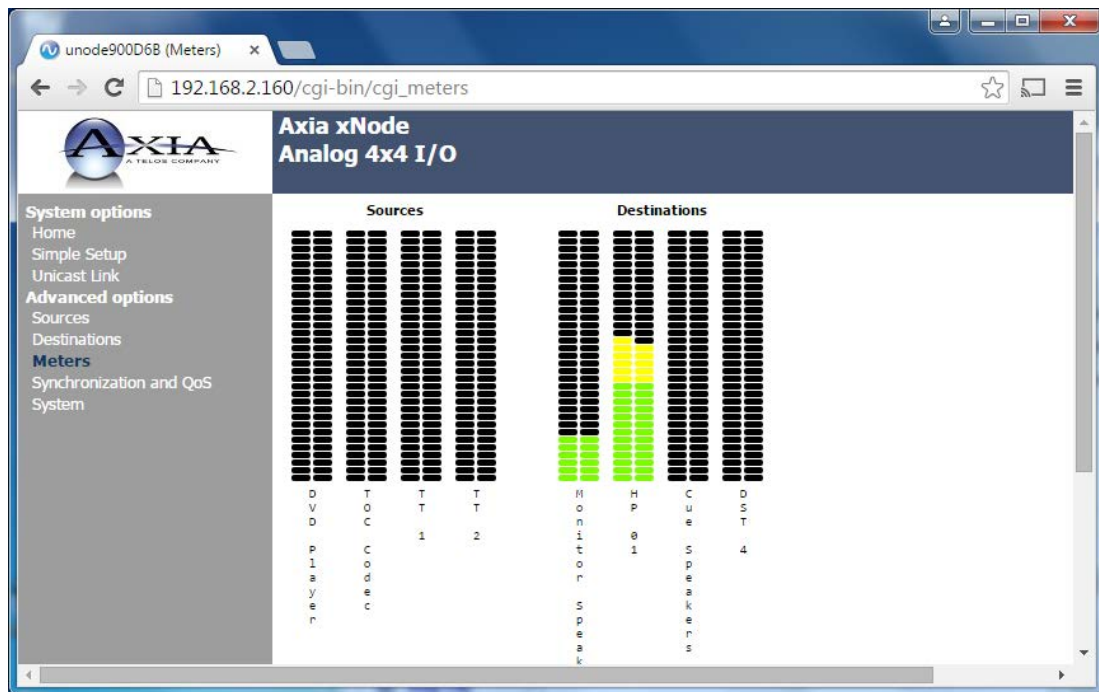 unode900D6B (Meters)
192.168.2.160/cgi-bin/cgi_meters
AXIA
A TELOS COMPANY
Axia xNode
Analog 4x4 I/O
System options
Home
Simple Setup
Unicast Link
Advanced options
Sources
Destinations
Meters
Synchronization and QoS
System
Sources
Destinations
DVD Player
TOC Codec
TT 1
TT 2
Monitor Speak
HP 01
Cue Speakers
DST 4